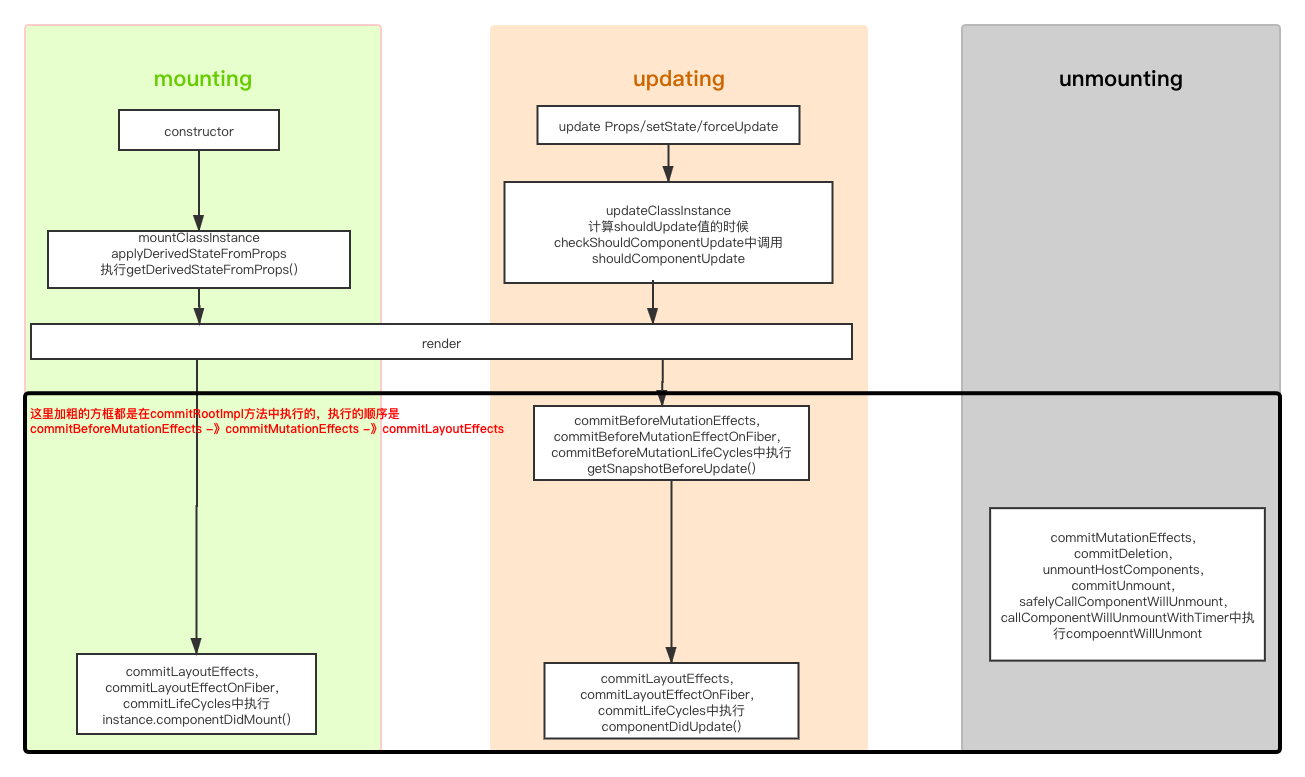 mounting
constructor
mountClassInstance
applyDerivedStateFromProps
执行getDerivedStateFromProps()
updating
update Props/setState/forceUpdate
updateClassInstance
计算shouldUpdate值的时候
checkShouldComponentUpdate中调用
shouldComponentUpdate
unmounting
render
这里加粗的方框都是在commitRootImpl方法中执行的，执行的顺序是
commitBeforeMutationEffects -》commitMutationEffects -》commitLayoutEffects
commitBeforeMutationEffects，
commitBeforeMutationEffectOnFiber，
commitBeforeMutationLifeCycles中执行
getSnapshotBeforeUpdate()
commitMutationEffects，
commitDeletion，
unmountHostComponents，
commitUnmount，
safelyCallComponentWillUnmount，
callComponentWillUnmountWithTimer中执
行compoenntWillUnmont
commitLayoutEffects，
commitLayoutEffectOnFiber，
commitLifeCycles中执行
instance.componentDidMount()
commitLayoutEffects，
commitLayoutEffectOnFiber，
commitLifeCycles中执行
componentDidUpdate()